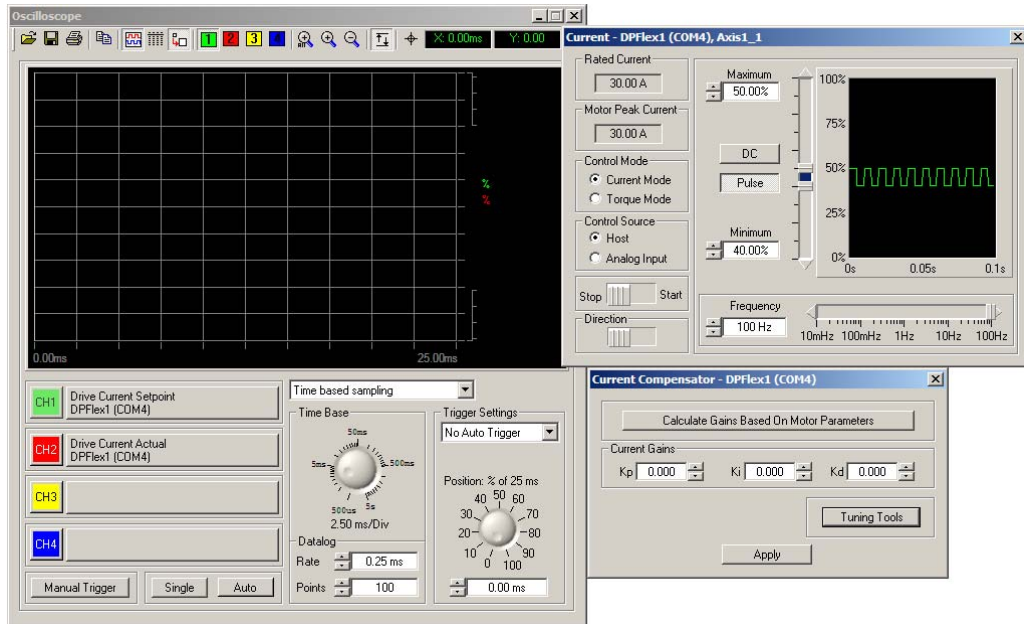 Oscilloscope
all
1 2 3 4
X: 0.00ms Y: 0.00
%
%
0.00ms 25.00ms
CH1 Drive Current Setpoint
DPFlex1 (COM4)
CH2 Drive Current Actual
DPFlex1 (COM4)
CH3
CH4
Manual Trigger Single Auto
Time based sampling
Time Base
50ms
5ms 500ms
500us 5s
2.50 ms/Div
Datalog
Rate 0.25 ms
Points 100
Trigger Settings
No Auto Trigger
Position: % of 25 ms
40 50 60
30 70
20 80
10 90
0 100
0.00 ms
Current - DPFlex1 (COM4), Axis1_1
Rated Current
30.00 A
Motor Peak Current
30.00 A
Control Mode
Current Mode
Torque Mode
Control Source
Host
Analog Input
Stop Start
Direction
Maximum
50.00%
DC
Pulse
Minimum
40.00%
100%
75%
50%
25%
0%
0s 0.05s 0.1s
Frequency
100 Hz
10mHz 100mHz 1Hz 10Hz 100Hz
Current Compensator - DPFlex1 (COM4)
Calculate Gains Based On Motor Parameters
Current Gains
Kp 0.000 Ki 0.000 Kd 0.000
Tuning Tools
Apply